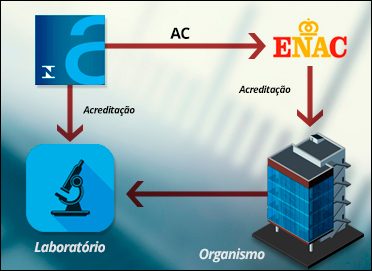 a
AC
ENAC
Acreditação
Acreditação
Laboratório
Organismo